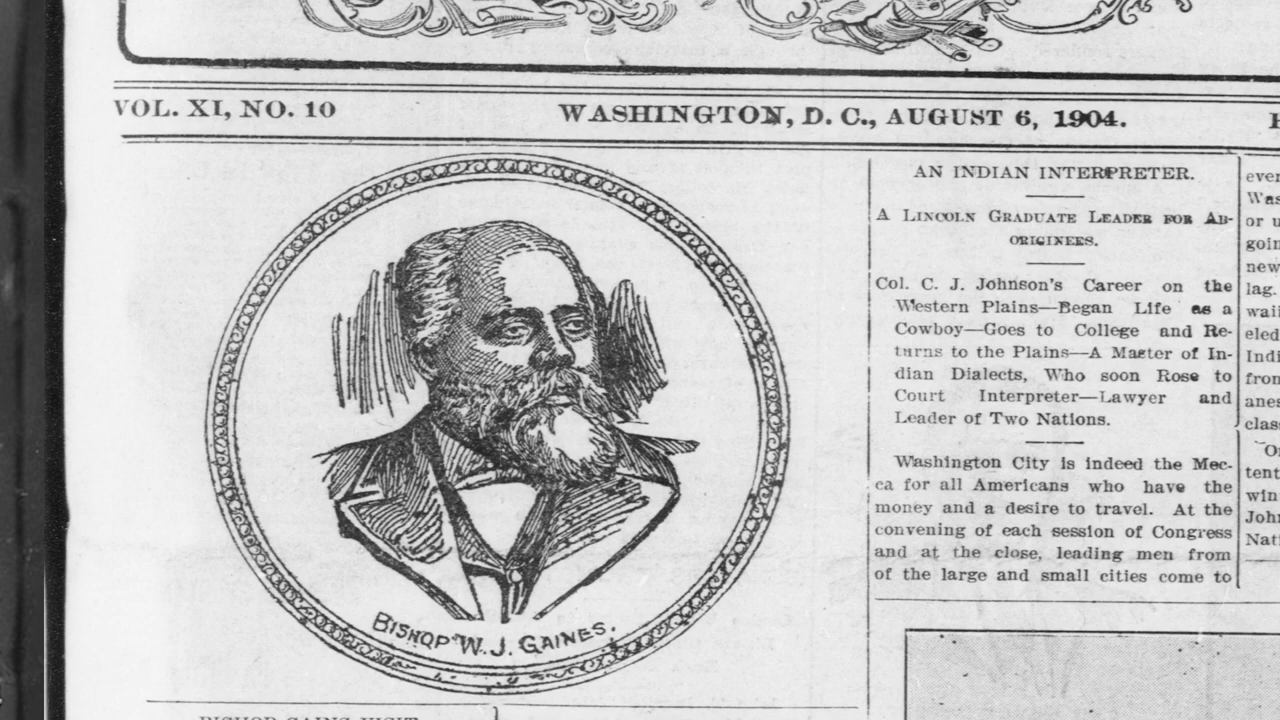 VOL. XI, NO. 10
WASHINGTON, D. C., AUGUST 6, 1904.
BISHOP W. J. GAINES.
BISHOP GAINS VISIT
AN INDIAN INTERPRETER.
A LINCOLN GRADUATE LEADER FOR AB-
ORIGINEES.
Col. C. J. Johnson's Career on the
Western Plains—Began Life as a
Cowboy—Goes to College and Re-
turns to the Plains—A Master of In-
dian Dialects, Who soon Rose to
Court Interpreter—Lawyer and
Leader of Two Nations.
Washington City is indeed the Mec-
ca for all Americans who have the
money and a desire to travel. At the
convening of each session of Congress
and at the close, leading men from
of the large and small cities come to